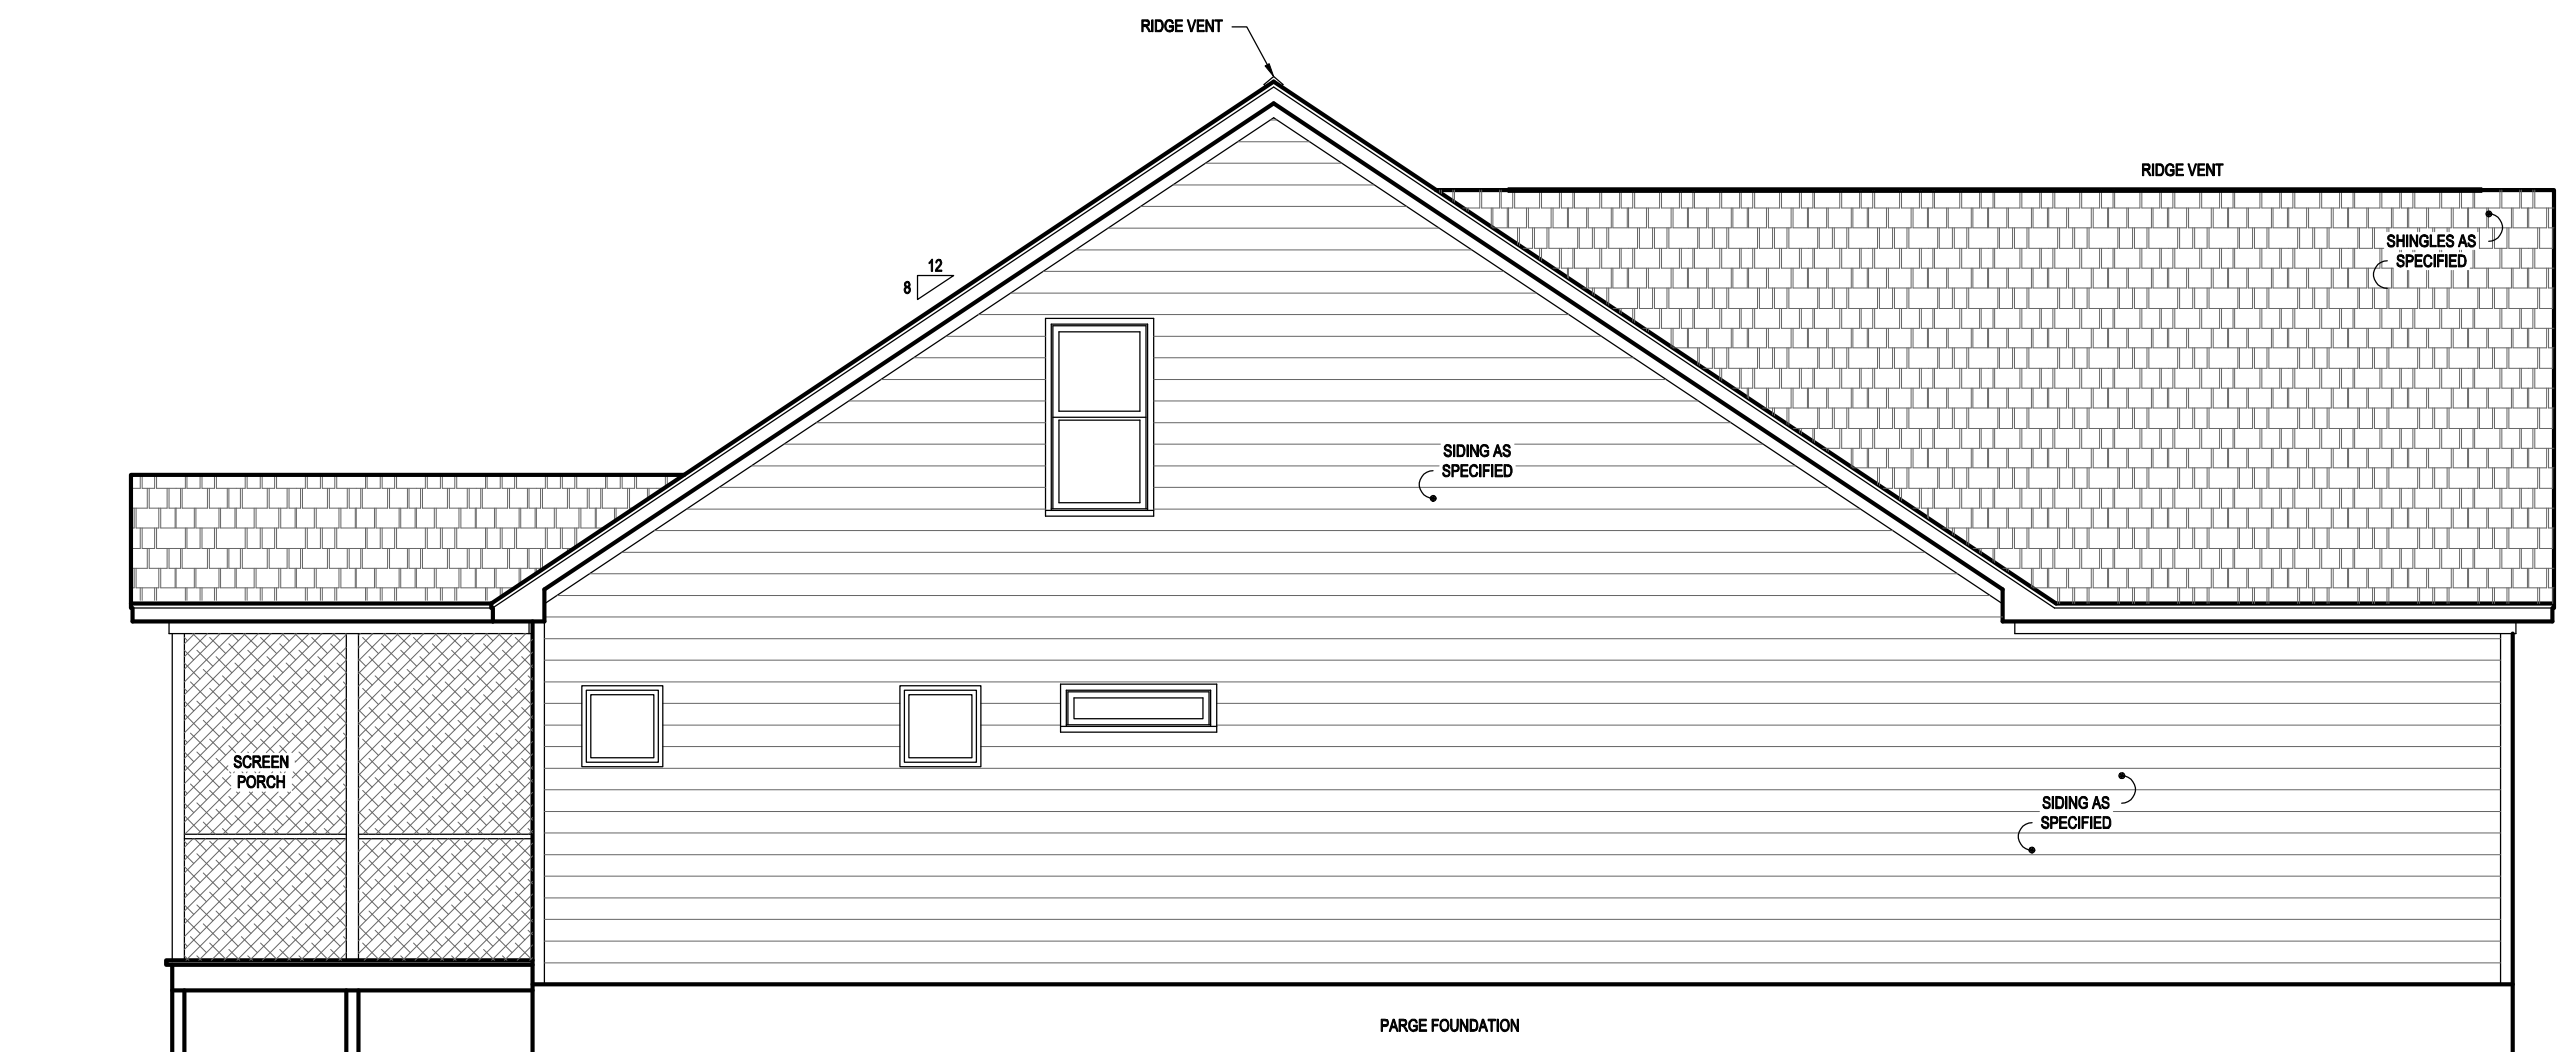 RIDGE VENT
RIDGE VENT
SHINGLES AS
SPECIFIED
12
8
SIDING AS
SPECIFIED
SCREEN
PORCH
SIDING AS
SPECIFIED
PARGE FOUNDATION